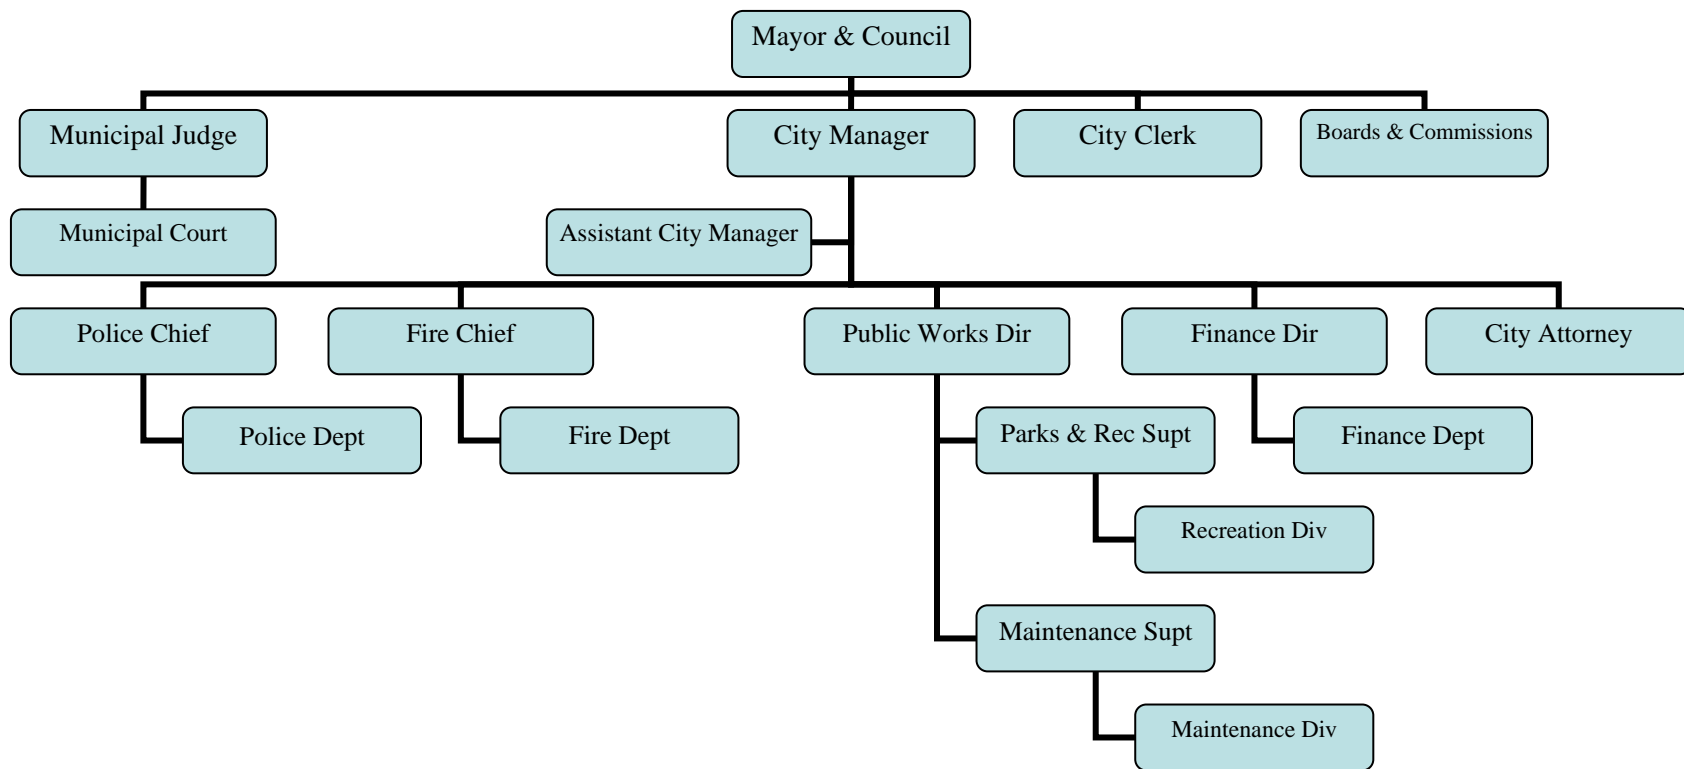 Mayor & Council
Municipal Judge
City Manager
City Clerk
Boards & Commissions
Municipal Court
Assistant City Manager
Police Chief
Fire Chief
Public Works Dir
Finance Dir
City Attorney
Police Dept
Fire Dept
Parks & Rec Supt
Finance Dept
Recreation Div
Maintenance Supt
Maintenance Div